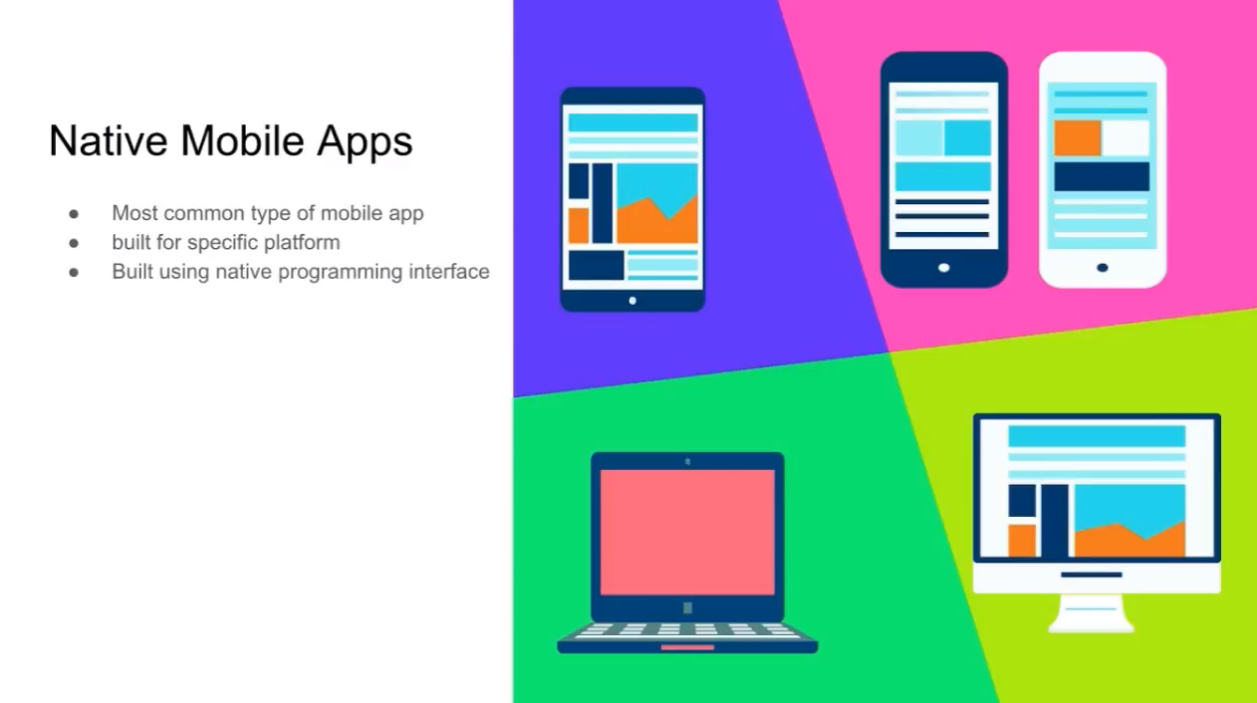 Native Mobile Apps
● Most common type of mobile app
● built for specific platform
● Built using native programming interface